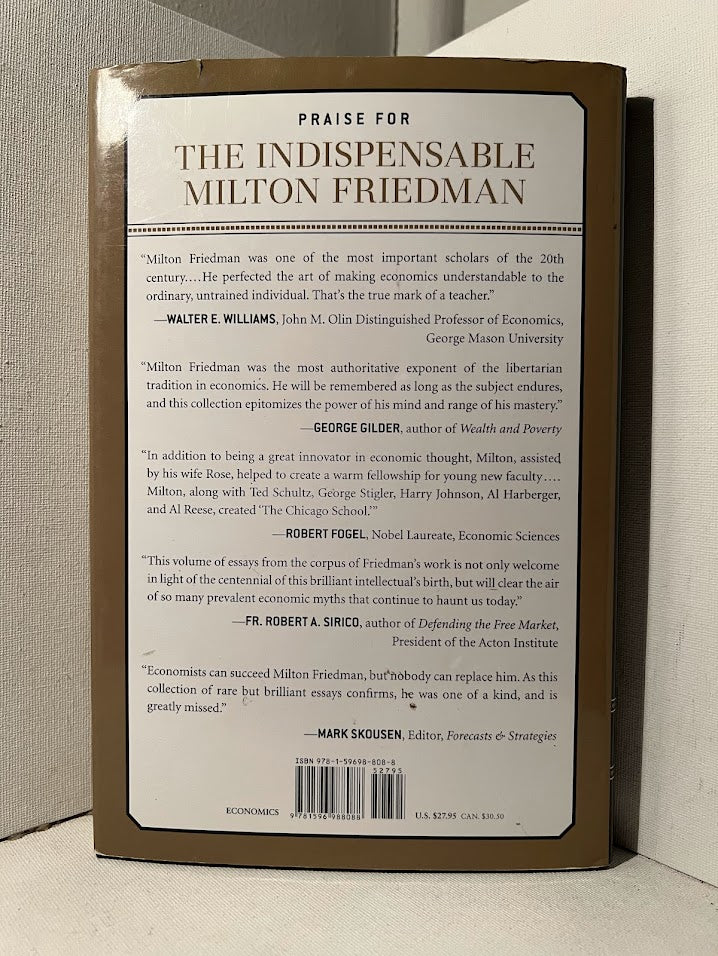 PRAISE FOR
THE INDISPENSABLE
MILTON FRIEDMAN
“Milton Friedman was one of the most important scholars of the 20th
century....He perfected the art of making economics understandable to the
ordinary, untrained individual. That’s the true mark of a teacher.”
—WALTER E. WILLIAMS, John M. Olin Distinguished Professor of Economics,
George Mason University
“Milton Friedman was the most authoritative exponent of the libertarian
tradition in economics. He will be remembered as long as the subject endures,
and this collection epitomizes the power of his mind and range of his mastery.”
—GEORGE GILDER, author of Wealth and Poverty
“In addition to being a great innovator in economic thought, Milton, assisted
by his wife Rose, helped to create a warm fellowship for young new faculty....
Milton, along with Ted Schultz, George Stigler, Harry Johnson, Al Harberger,
and Al Reese, created ‘The Chicago School.’”
—ROBERT FOGEL, Nobel Laureate, Economic Sciences
“This volume of essays from the corpus of Friedman’s work is not only welcome
in light of the centennial of this brilliant intellectual’s birth, but will clear the air
of so many prevalent economic myths that continue to haunt us today.”
—FR. ROBERT A. SIRICO, author of Defending the Free Market,
President of the Acton Institute
“Economists can succeed Milton Friedman, but nobody can replace him. As this
collection of rare but brilliant essays confirms, he was one of a kind, and is
greatly missed.”
—MARK SKOUSEN, Editor, Forecasts & Strategies
ISBN 978-1-59698-808-8
52795
ECONOMICS
9 781596 988088
U.S. $27.95 CAN. $30.50